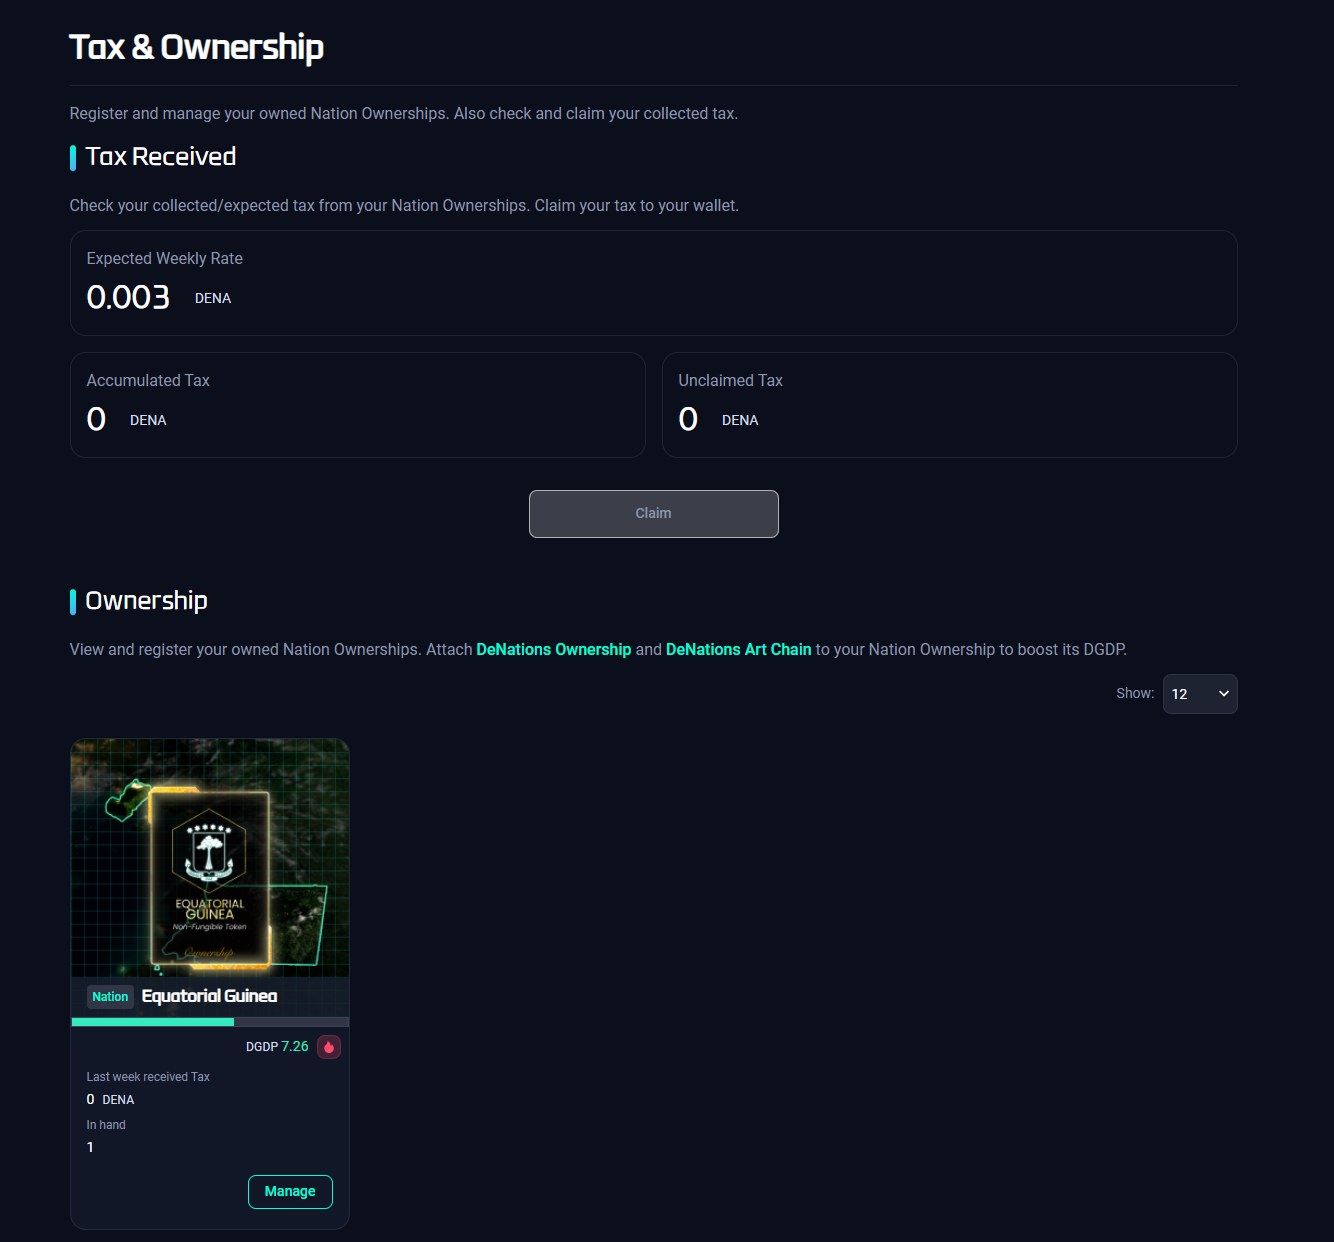 Tax & Ownership
Register and manage your owned Nation Ownerships. Also check and claim your collected tax.
Tax Received
Check your collected/expected tax from your Nation Ownerships. Claim your tax to your wallet.
Expected Weekly Rate
0.003 DENA
Accumulated Tax
0 DENA
Unclaimed Tax
0 DENA
Claim
Ownership
View and register your owned Nation Ownerships. Attach DeNations Ownership and DeNations Art Chain to your Nation Ownership to boost its DGDP.
Show: 12
EQUATORIAL
GUINEA
Non-Fungible Token
Ownership
Nation Equatorial Guinea
DGDP 7.26
Last week received Tax
0 DENA
In hand
1
Manage